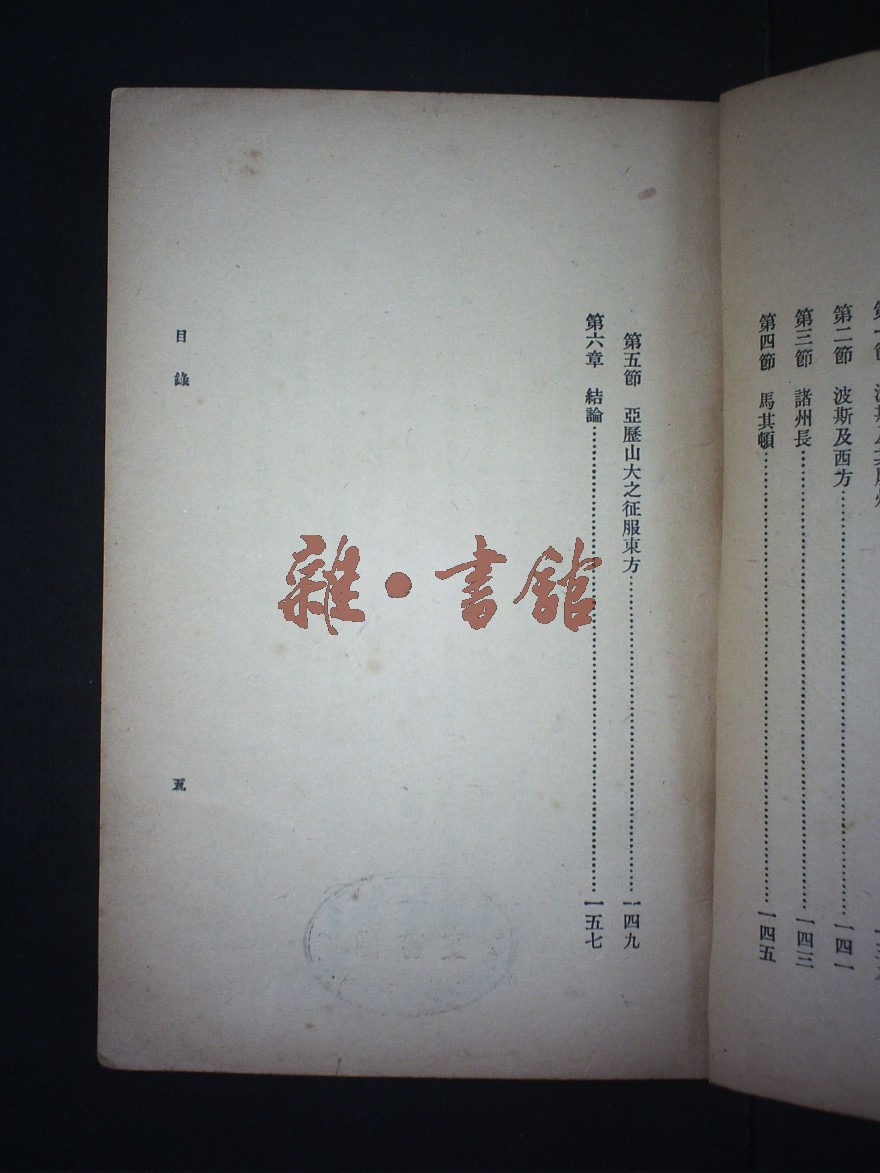 第二節　波斯及西方……一四一
第三節　諸州長……一四三
第四節　馬其頓……一四五
第五節　亞歷山大之征服東方……一四九
第六章　結論……一五七
目錄
五
雜·書館